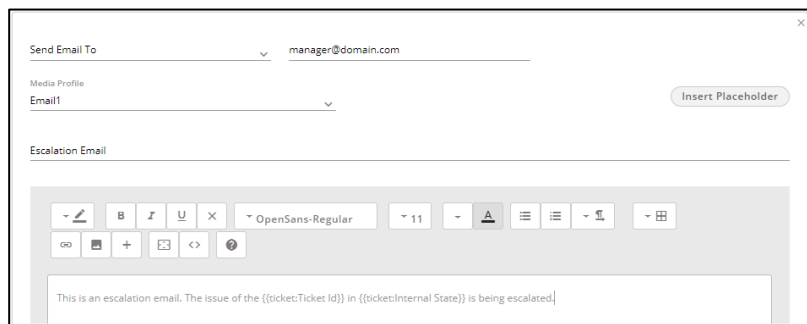 Send Email To manager@domain.com
Media Profile
Email1
Insert Placeholder
Escalation Email
B I U OpenSans-Regular 11 A
This is an escalation email. The issue of the {{ticket:Ticket Id}} in {{ticket:Internal State}} is being escalated.